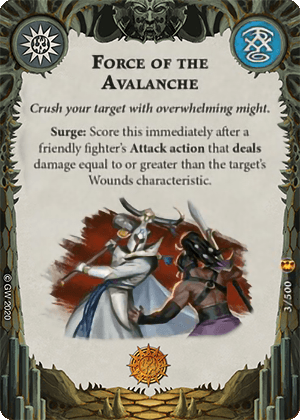 FORCE OF THE
AVALANCHE
Crush your target with overwhelming might.
Surge: Score this immediately after a
friendly fighter's Attack action that deals
damage equal to or greater than the target's
Wounds characteristic.
© GW 2020
3/500